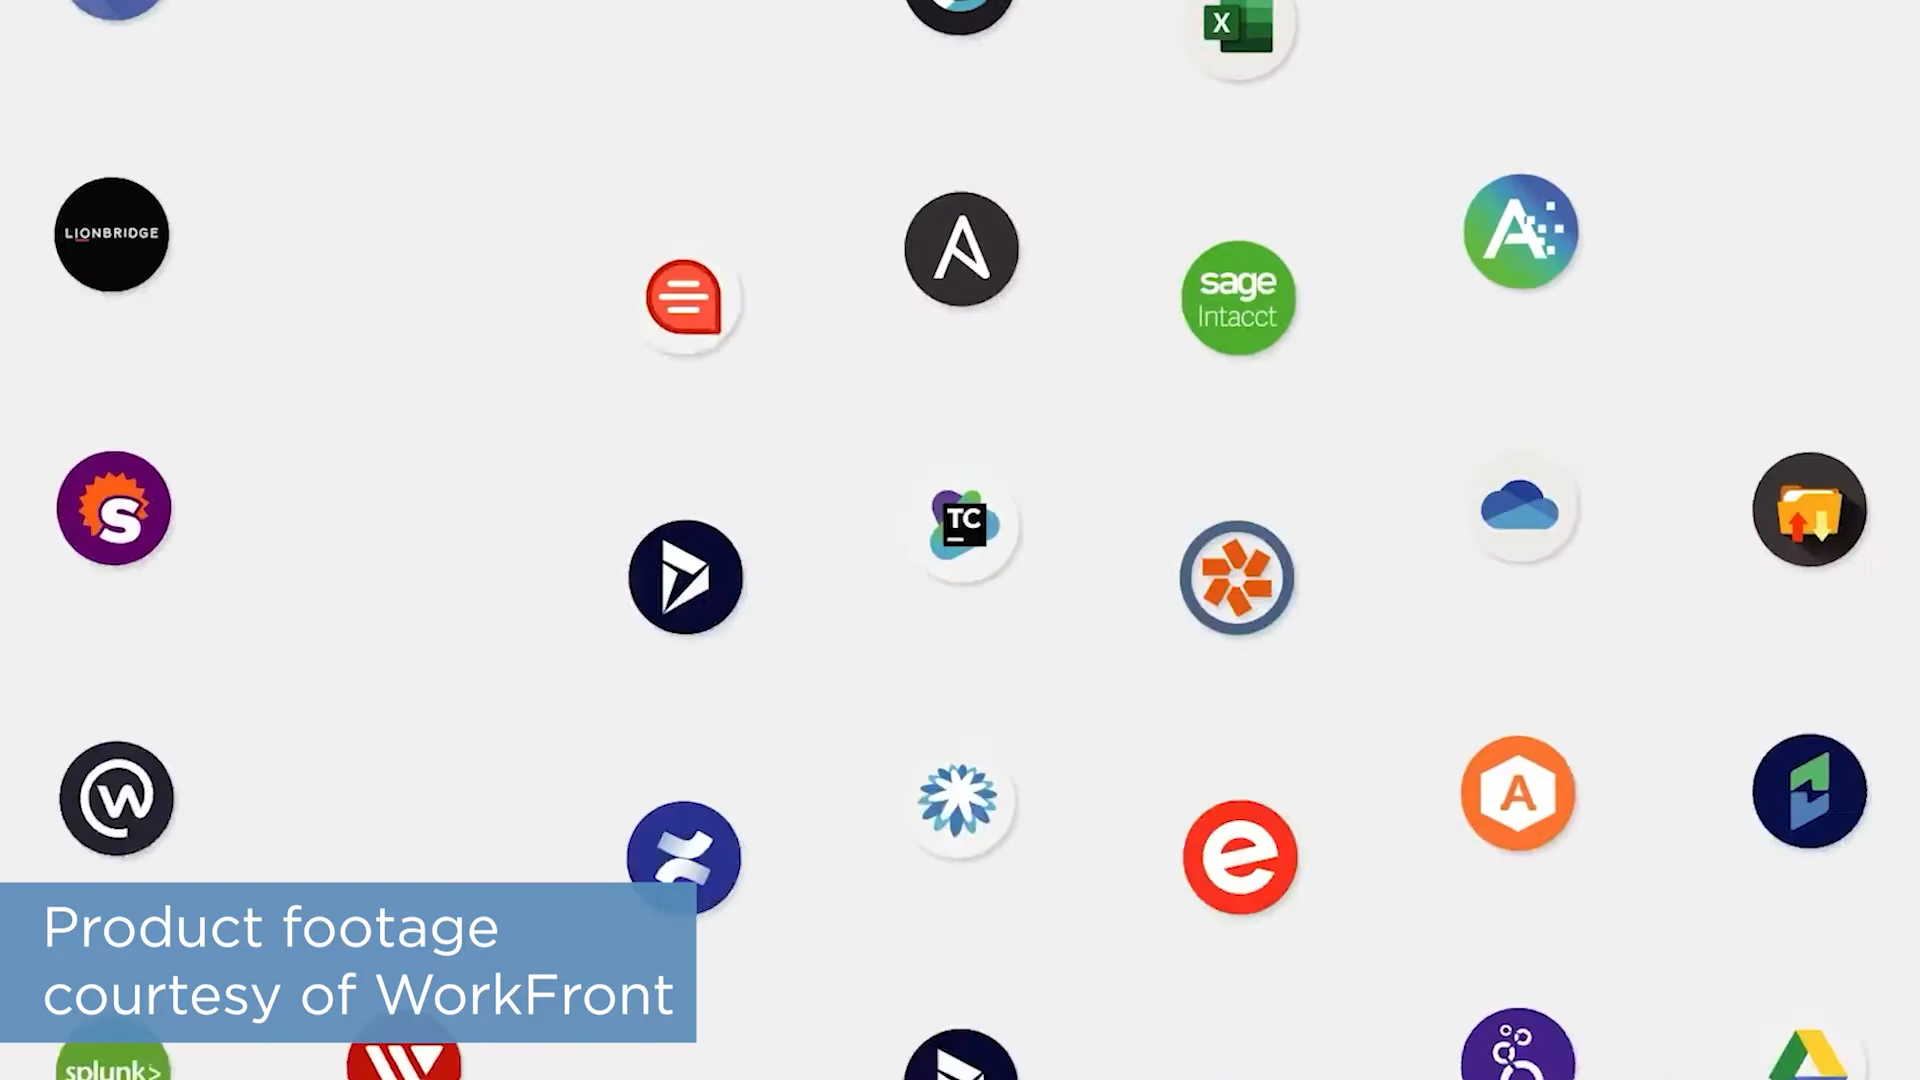 X
LIONBRIDGE
A
sage
Intacct
A
S
TC
W
e
A
Product footage
courtesy of WorkFront
splunk>